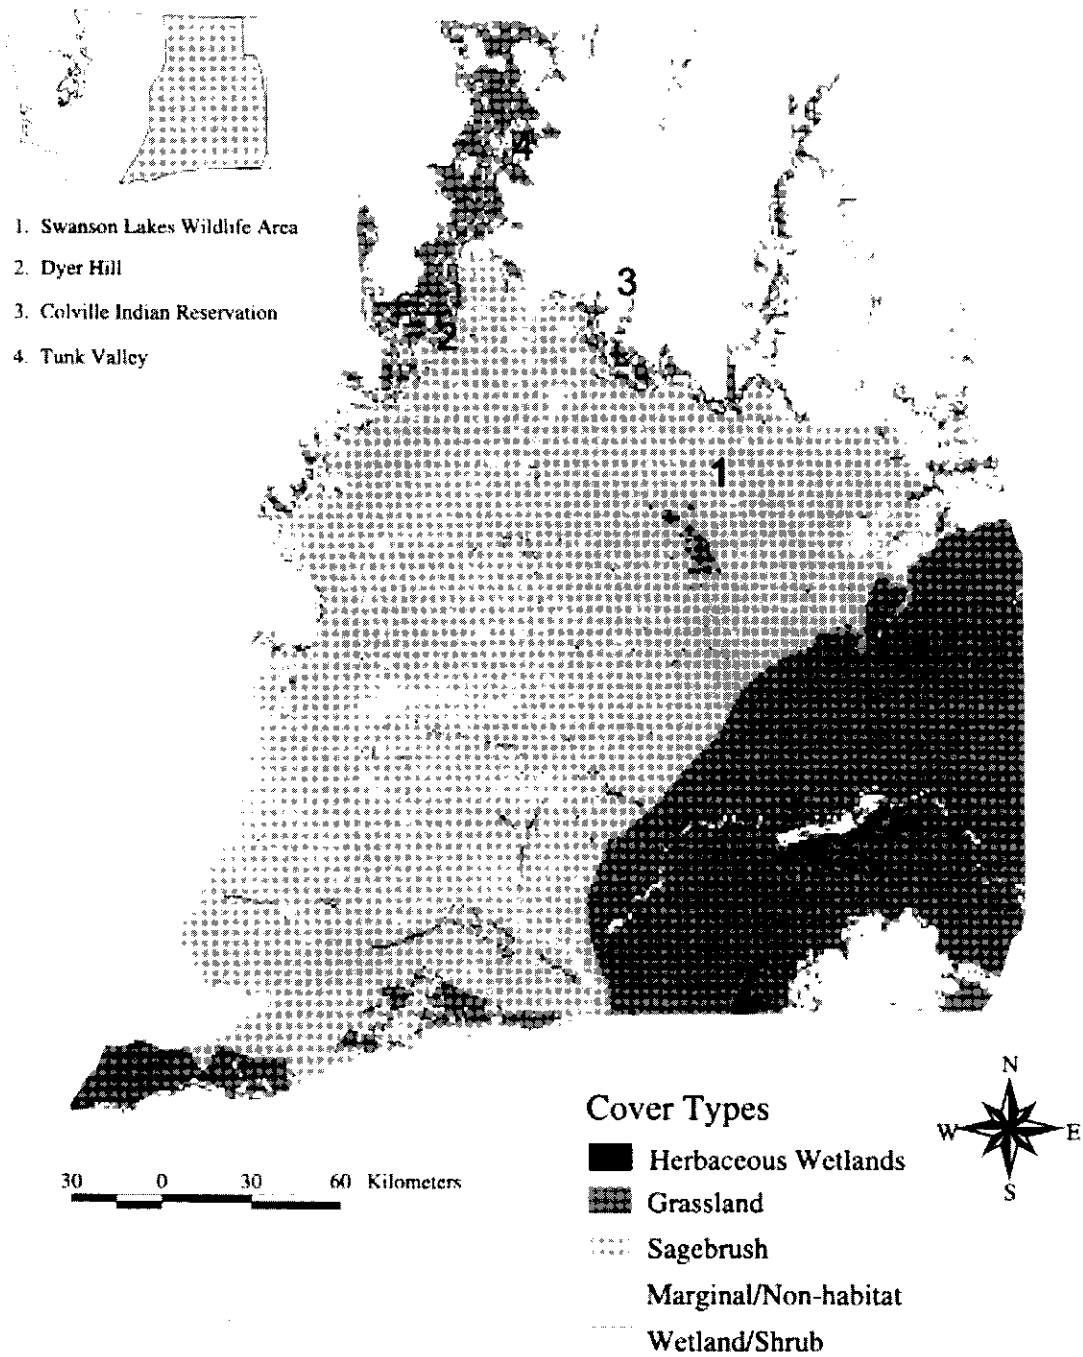 4
1. Swanson Lakes Wildlife Area
2. Dyer Hill
3. Colville Indian Reservation
4. Tunk Valley
3
2
1
Cover Types
Herbaceous Wetlands
Grassland
Sagebrush
Marginal/Non-habitat
Wetland/Shrub
N
W E
S
30 0 30 60 Kilometers